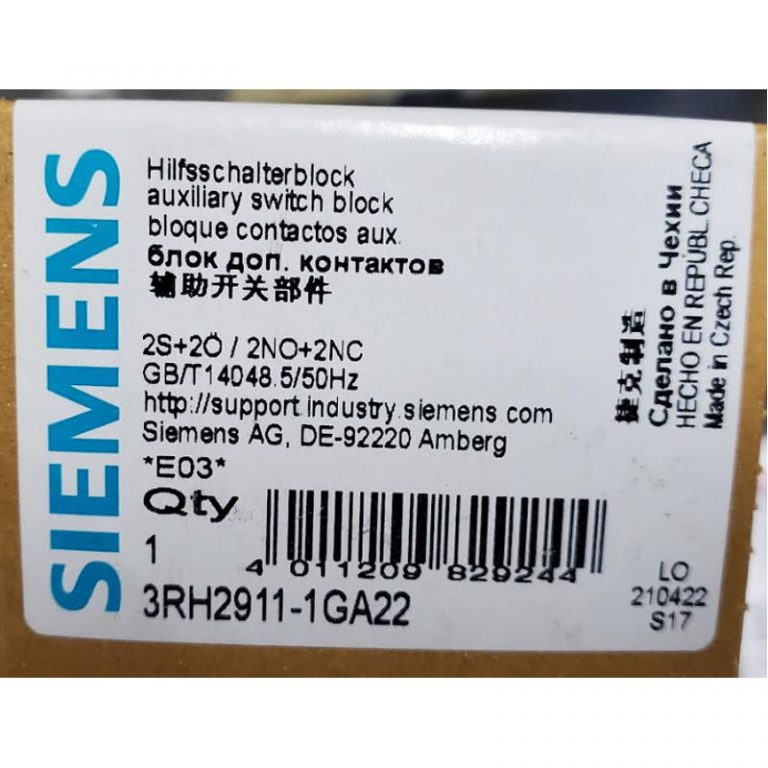 SIEMENS
Hilfsschalterblock
auxiliary switch block
bloque contactos aux.
блок доп. контактов
辅助开关部件
2S+2Ö / 2NO+2NC
GB/T14048.5/50Hz
http://support.industry.siemens.com
Siemens AG, DE-92220 Amberg
*E03*
Qty
1
4 011209 829244
3RH2911-1GA22
捷克制造
Сделано в Чехии
HECHO EN REPÚBL. CHECA
Made in Czech Rep.
LO
210422
S17